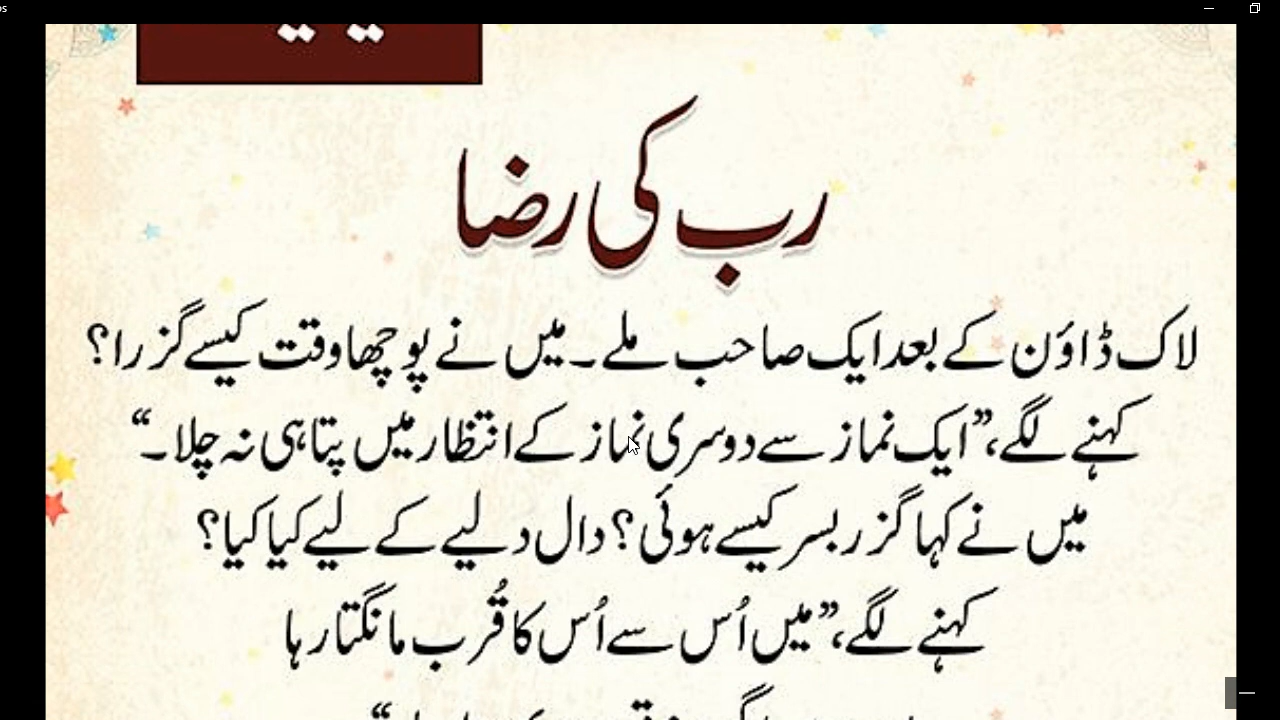 رب کی رضا
لاک ڈاؤن کے بعد ایک صاحب ملے۔ میں نے پوچھا وقت کیسے گزرا؟
کہنے لگے، ”ایک نماز سے دوسری نماز کے انتظار میں پتا ہی نہ چلا۔“
میں نے کہا گزر بسر کیسے ہوئی؟ دال دلیے کے لیے کیا کیا؟
کہنے لگے، ”میں اُس سے اُس کا قُرب مانگتا رہا